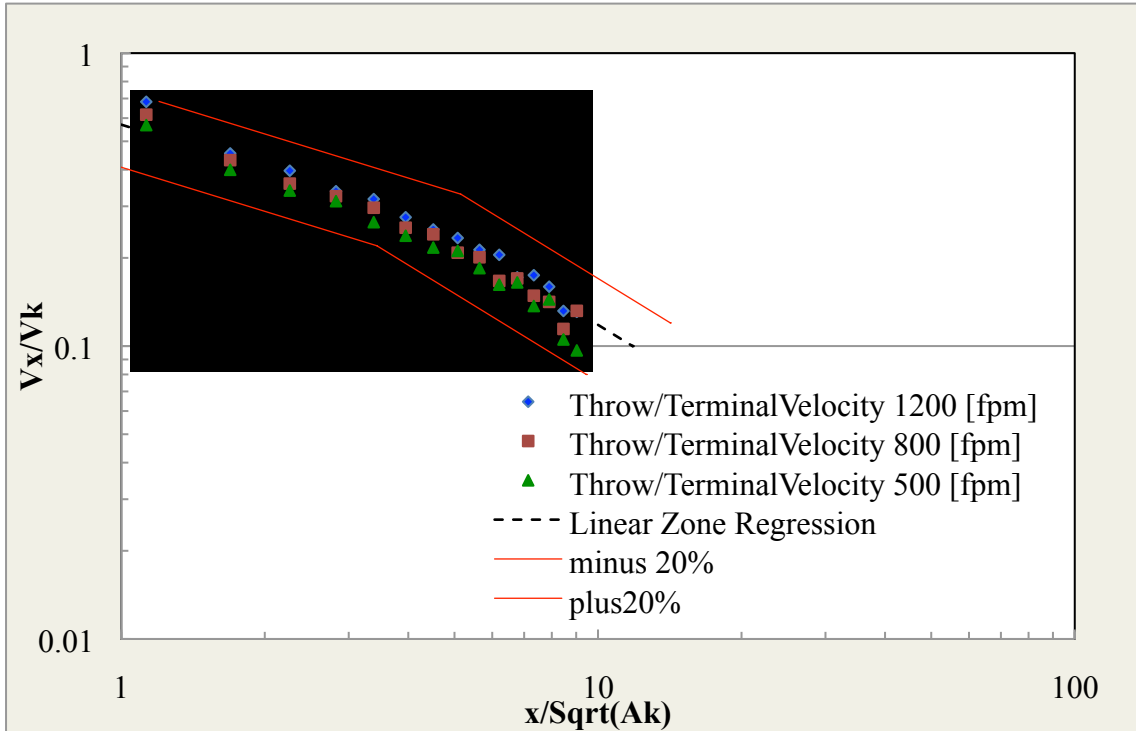 1
Vx/Vk
0.1
Throw/TerminalVelocity 1200 [fpm]
Throw/TerminalVelocity 800 [fpm]
Throw/TerminalVelocity 500 [fpm]
Linear Zone Regression
minus 20%
plus20%
0.01
1 10 100
x/Sqrt(Ak)